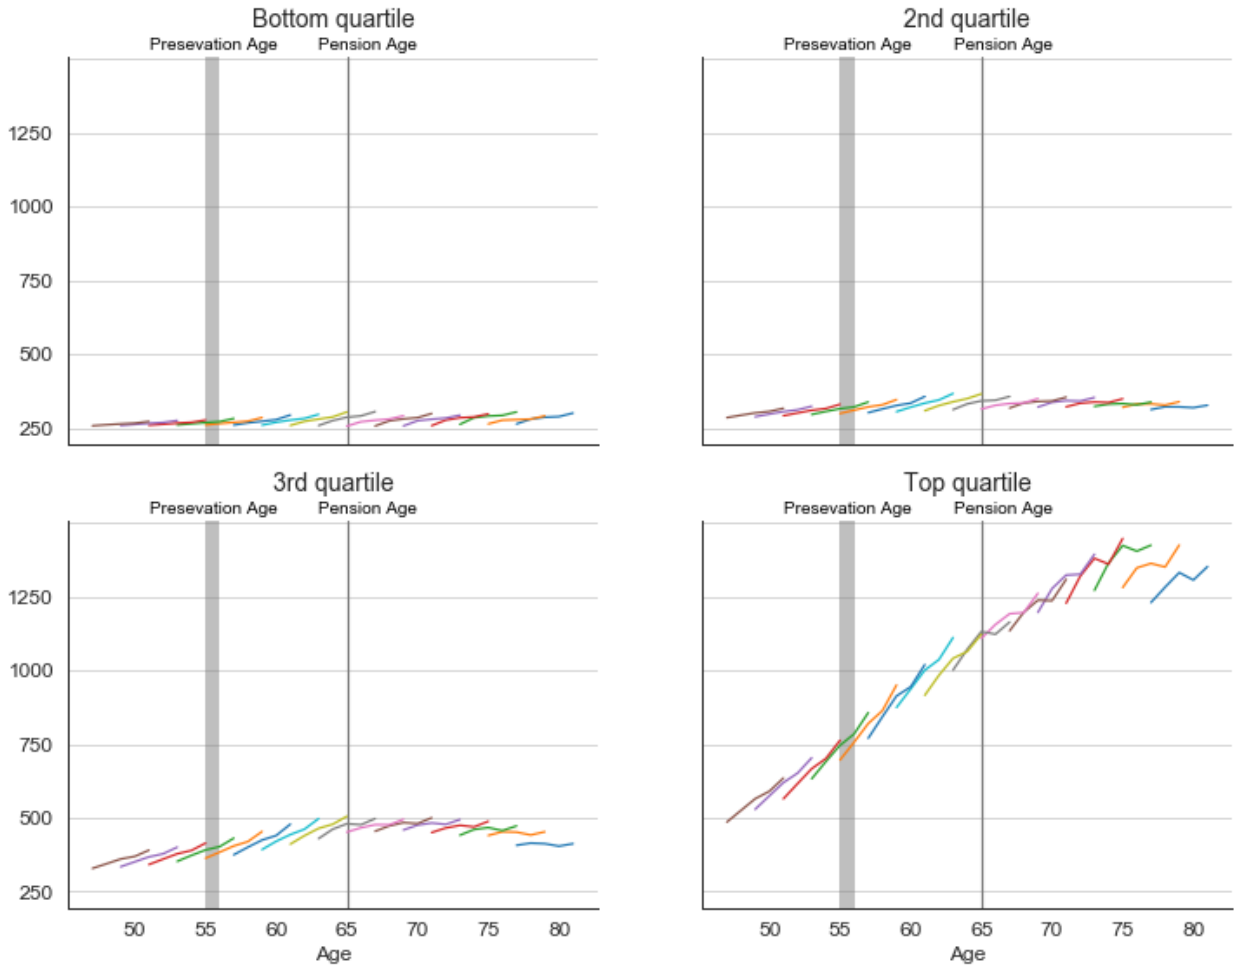 Bottom quartile
Presevation Age Pension Age
1250
1000
750
500
250
2nd quartile
Presevation Age Pension Age
3rd quartile
Presevation Age Pension Age
1250
1000
750
500
250
50 55 60 65 70 75 80
Age
Top quartile
Presevation Age Pension Age
50 55 60 65 70 75 80
Age